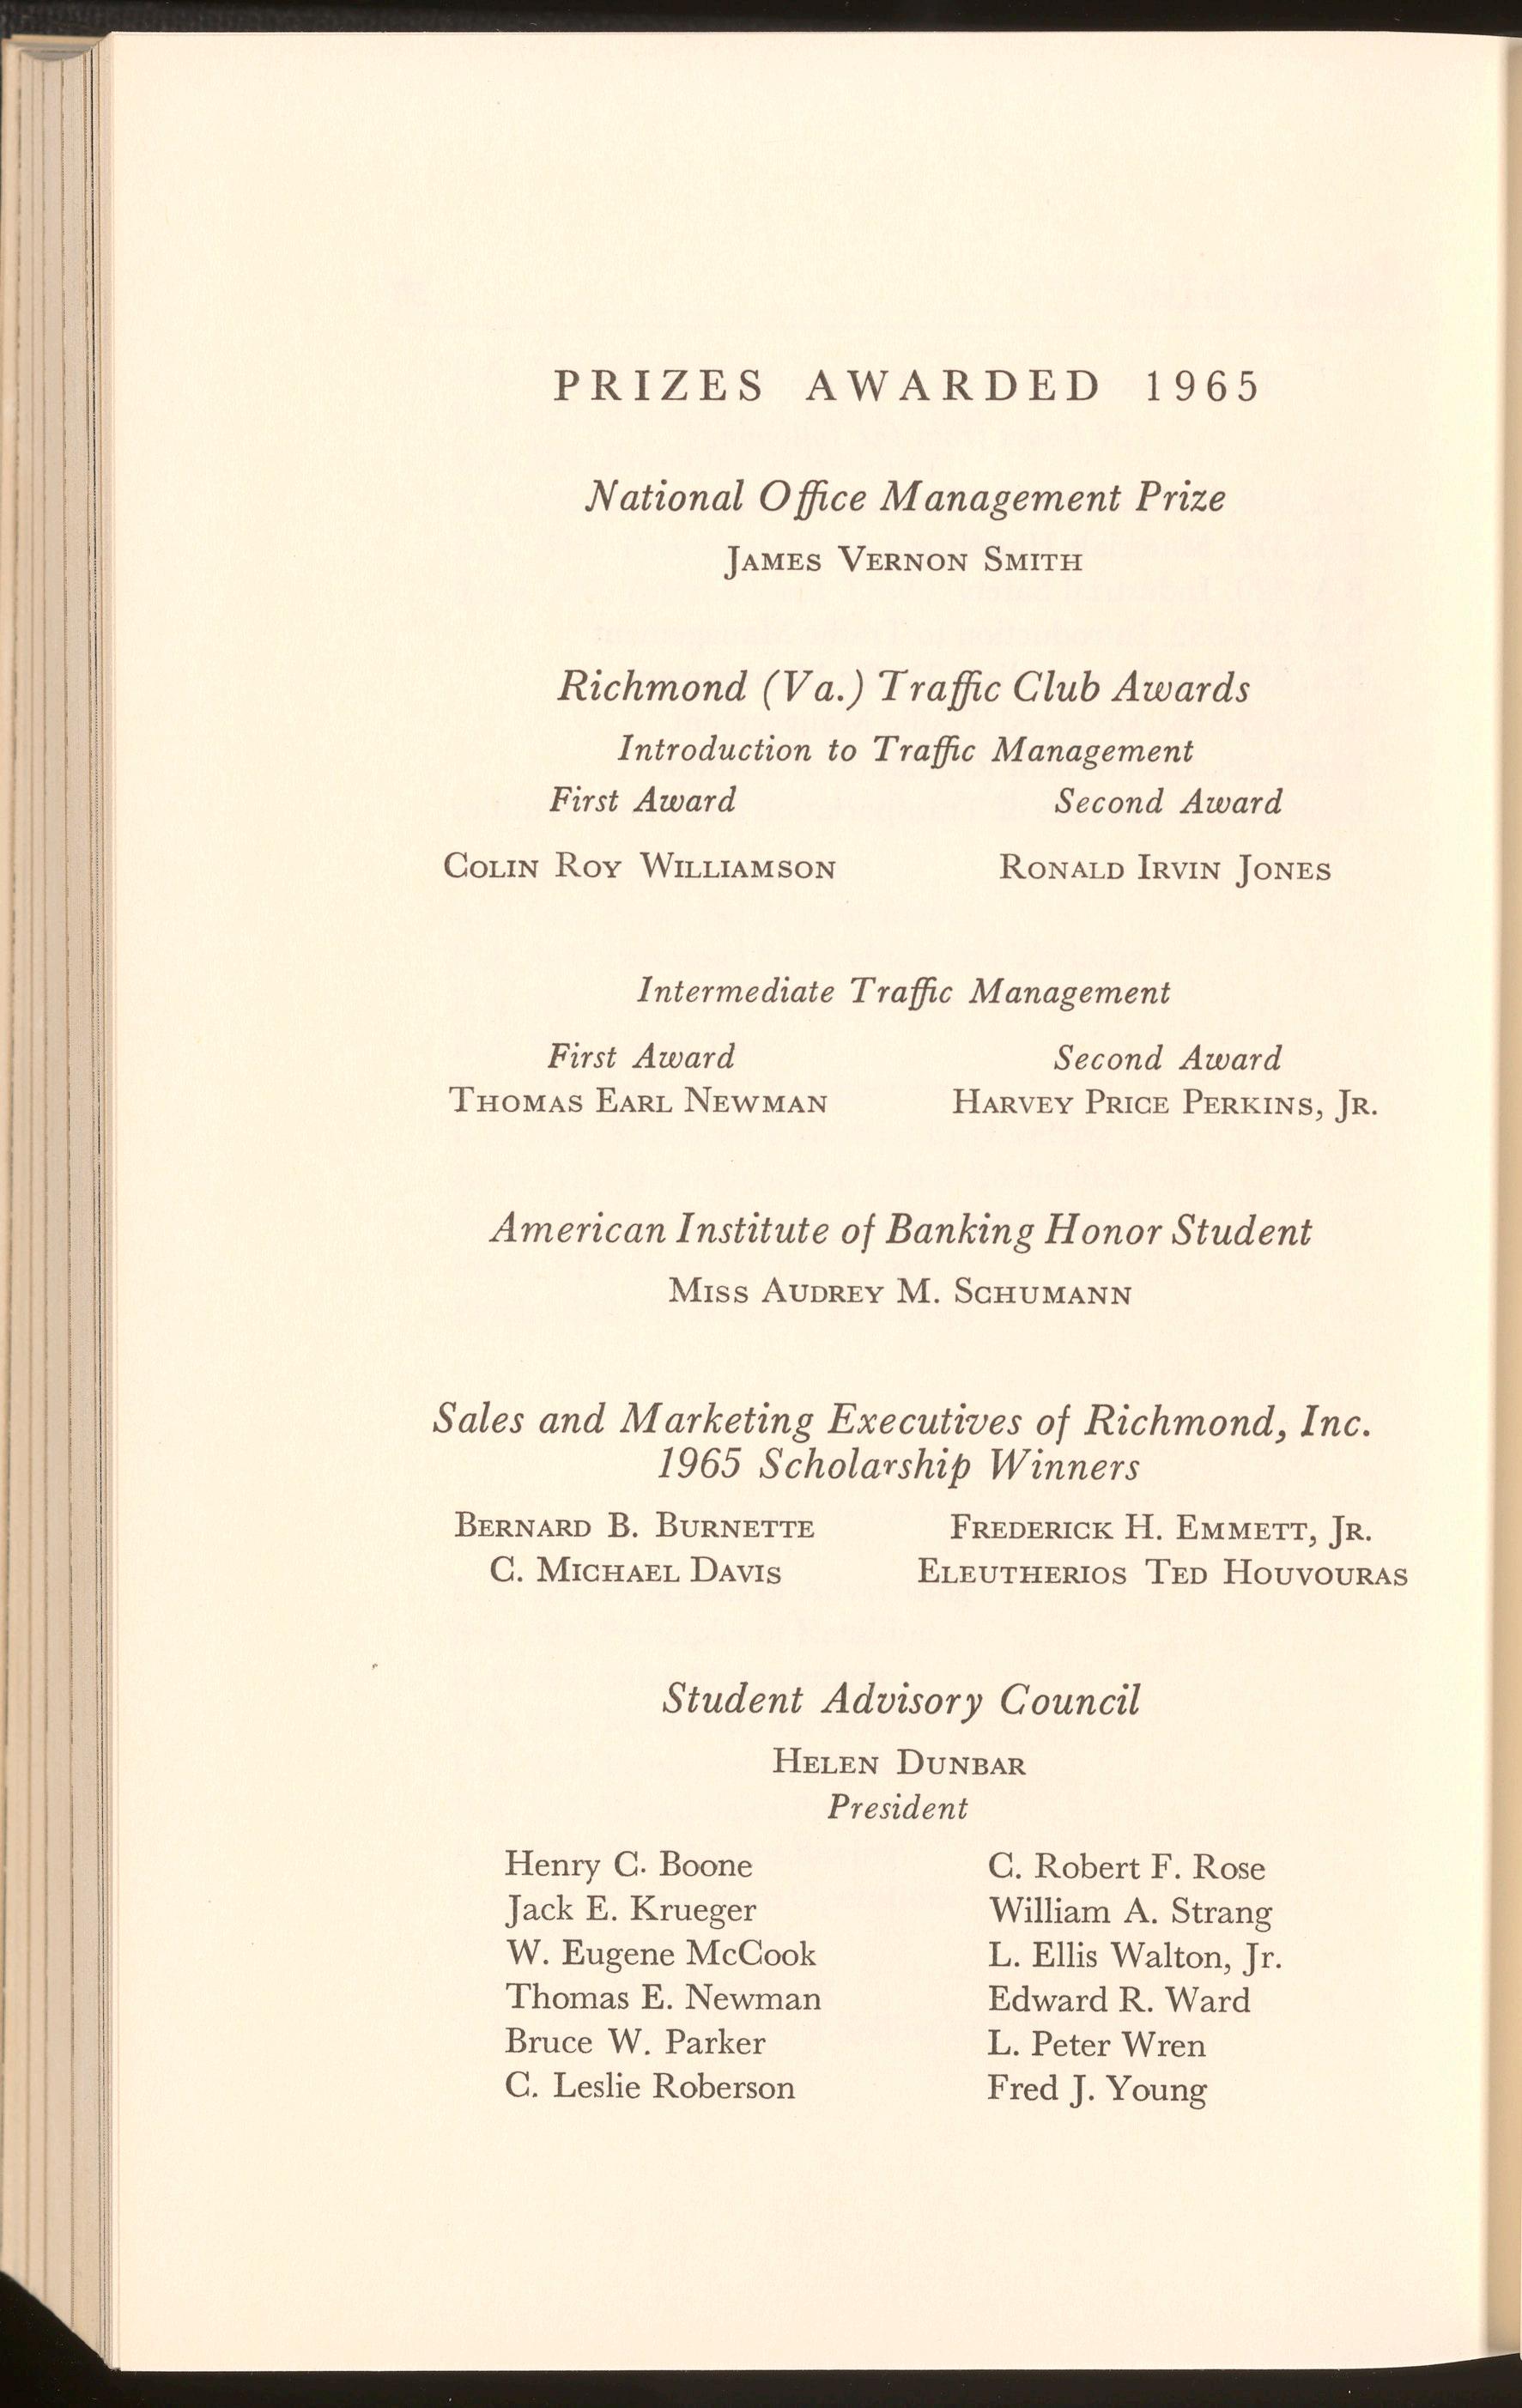 PRIZES AWARDED 1965
National Office Management Prize
JAMES VERNON SMITH
Richmond (Va.) Traffic Club Awards
Introduction to Traffic Management
First Award Second Award
COLIN ROY WILLIAMSON RONALD IRVIN JONES
Intermediate Traffic Management
First Award Second Award
THOMAS EARL NEWMAN HARVEY PRICE PERKINS, JR.
American Institute of Banking Honor Student
MISS AUDREY M. SCHUMANN
Sales and Marketing Executives of Richmond, Inc.
1965 Scholarship Winners
BERNARD B. BURNETTE FREDERICK H. EMMETT, JR.
C. MICHAEL DAVIS ELEUTHERIOS TED HOUVOURAS
Student Advisory Council
HELEN DUNBAR
President
Henry C. Boone C. Robert F. Rose
Jack E. Krueger William A. Strang
W. Eugene McCook L. Ellis Walton, Jr.
Thomas E. Newman Edward R. Ward
Bruce W. Parker L. Peter Wren
C. Leslie Roberson Fred J. Young